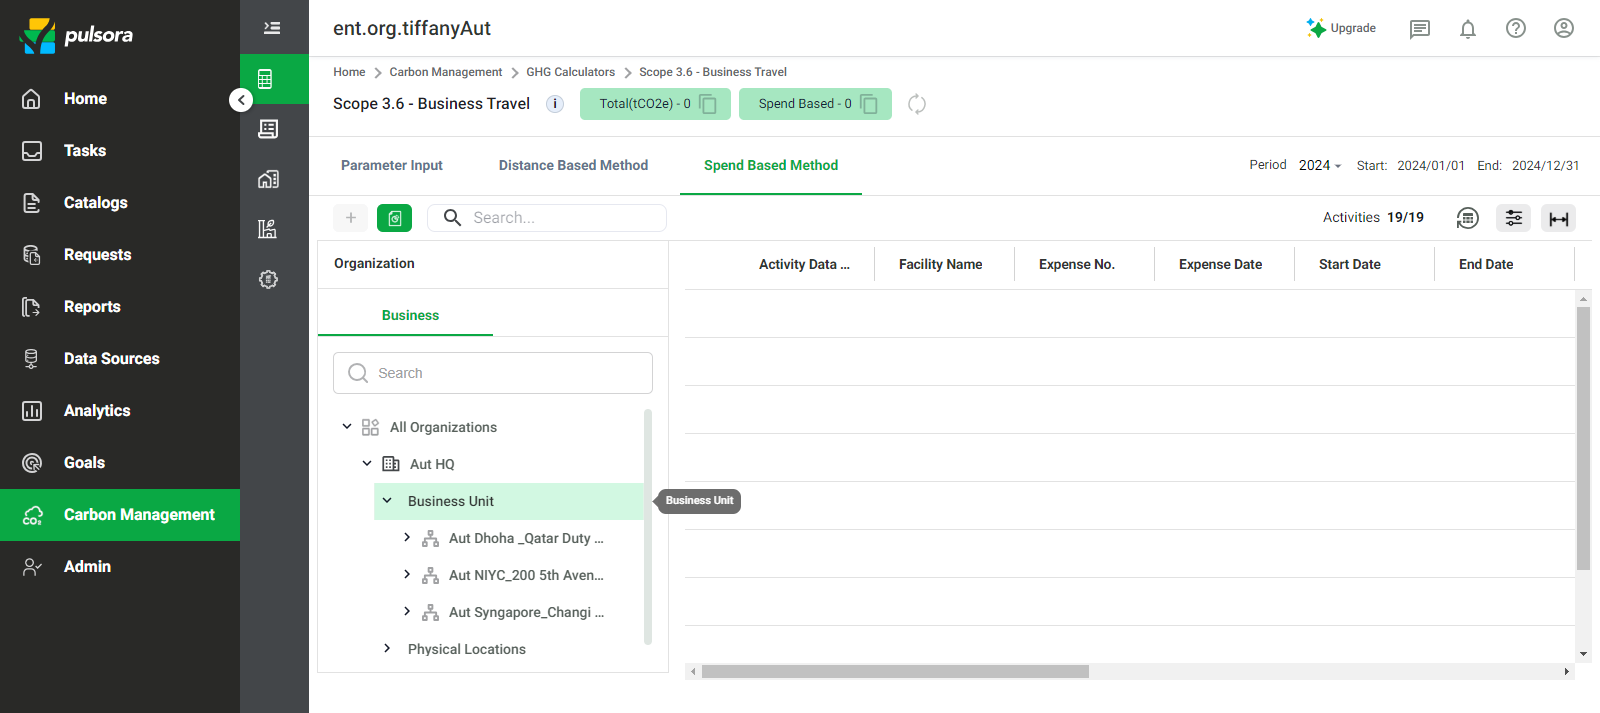 pulsora
ent.org.tiffanyAut
Upgrade
Home
Tasks
Catalogs
Requests
Reports
Data Sources
Analytics
Goals
CO₂
Carbon Management
Admin
Home > Carbon Management > GHG Calculators > Scope 3.6 - Business Travel
Scope 3.6 - Business Travel
i
Total(tCO2e) - 0
Spend Based - 0
Parameter Input
Distance Based Method
Spend Based Method
Period 2024 Start: 2024/01/01 End: 2024/12/31
+
Search...
Activities 19/19
Organization
Business
Search
All Organizations
Aut HQ
Business Unit
Business Unit
Aut Dhoha _Qatar Duty ...
Aut NIYC_200 5th Aven...
Aut Syngapore_Changi ...
Physical Locations
Activity Data ...
Facility Name
Expense No.
Expense Date
Start Date
End Date